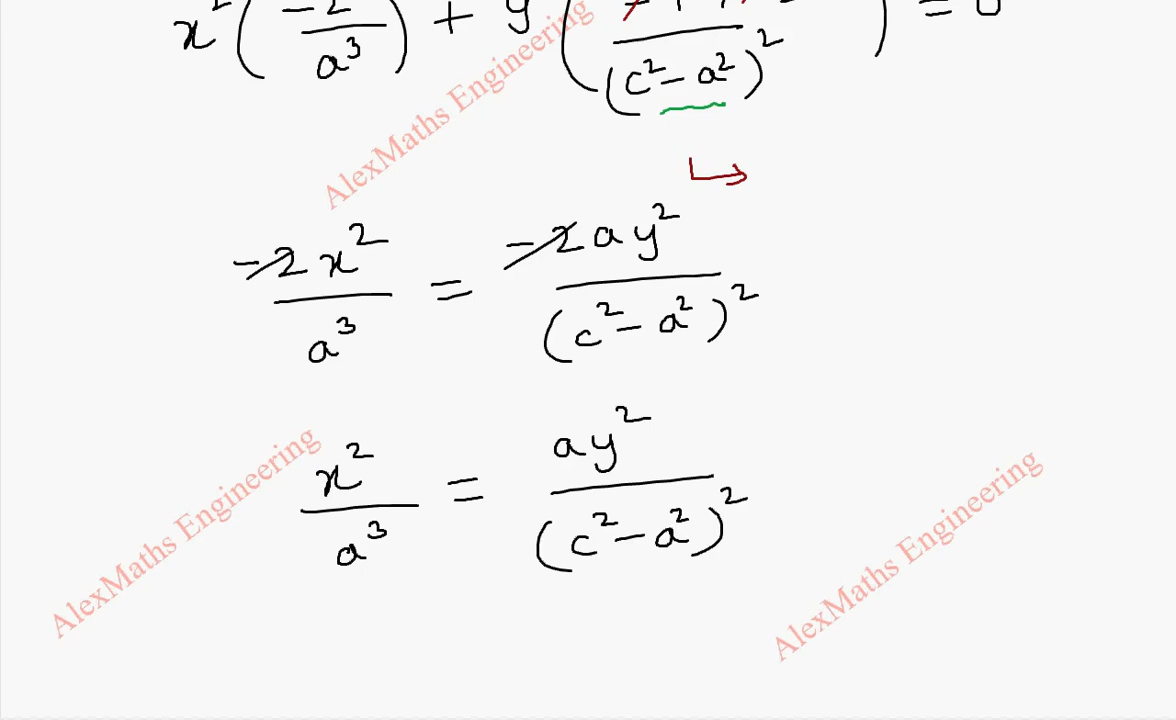 x² ( -2 / a³ ) + y ( / (c² - a²)² ) = 0
-2x² / a³ = -2ay² / (c² - a²)²
x² / a³ = ay² / (c² - a²)²
AlexMaths Engineering
AlexMaths Engineering
AlexMaths Engineering